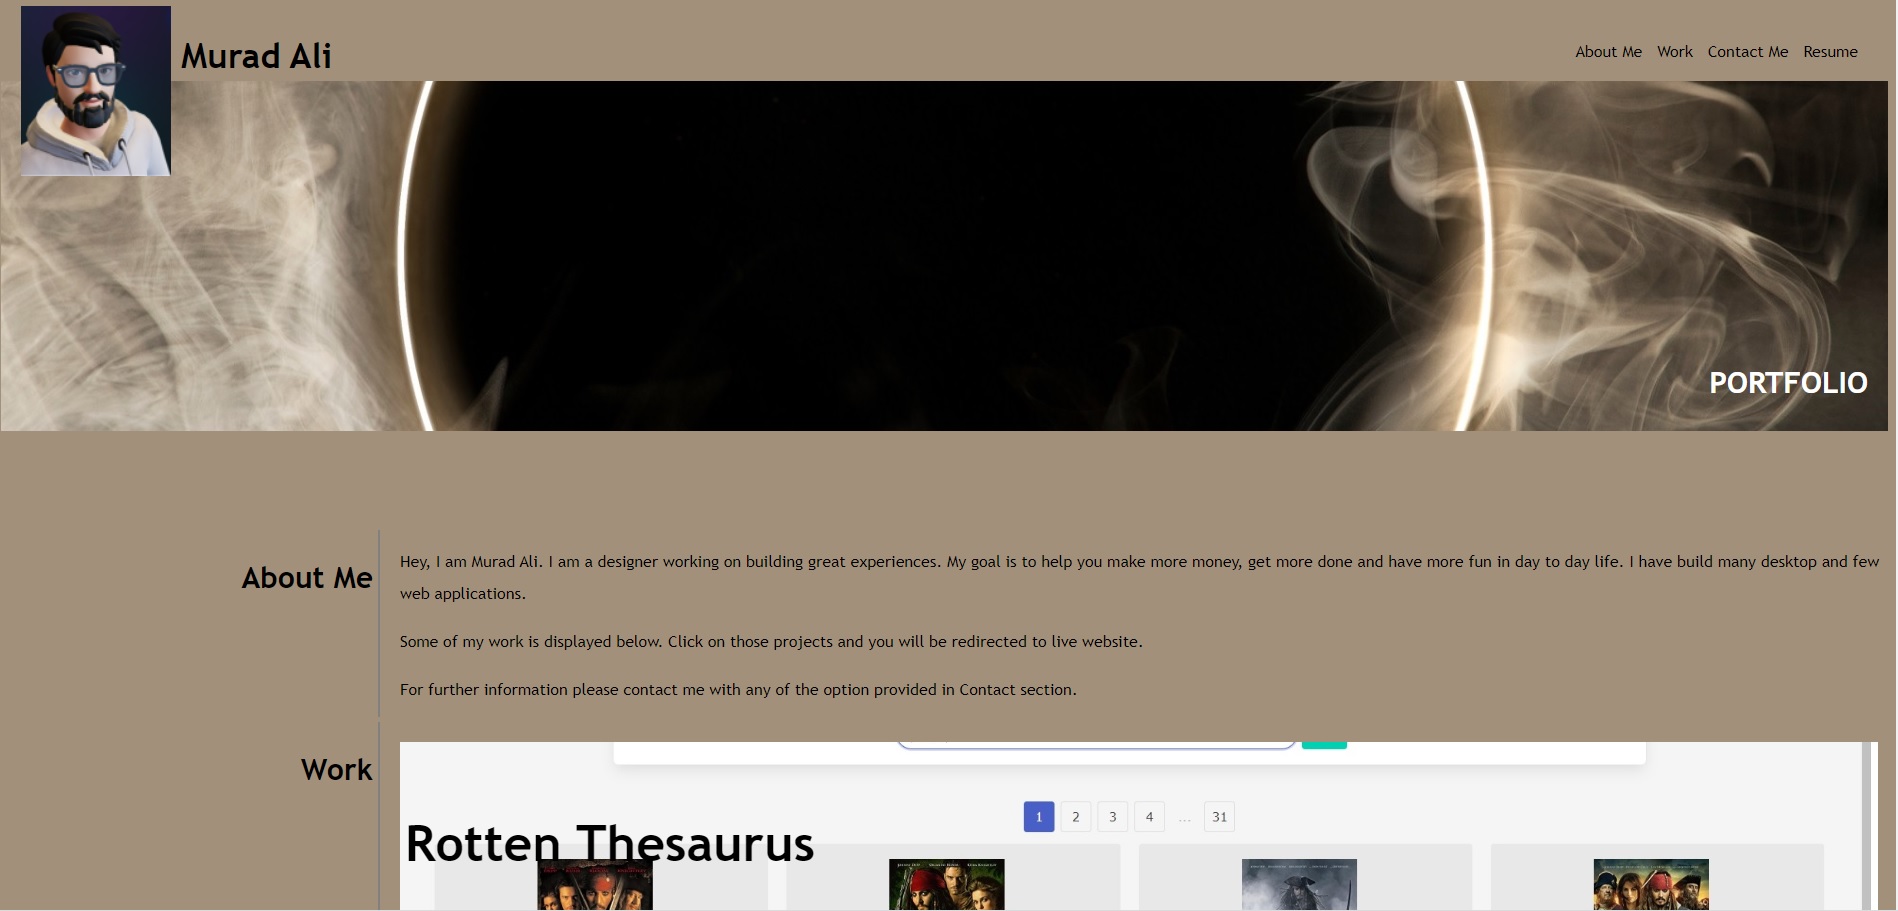 Murad Ali
About Me Work Contact Me Resume
PORTFOLIO
About Me
Hey, I am Murad Ali. I am a designer working on building great experiences. My goal is to help you make more money, get more done and have more fun in day to day life. I have build many desktop and few
web applications.
Some of my work is displayed below. Click on those projects and you will be redirected to live website.
For further information please contact me with any of the option provided in Contact section.
Work
1 2 3 4 ... 31
Rotten Thesaurus